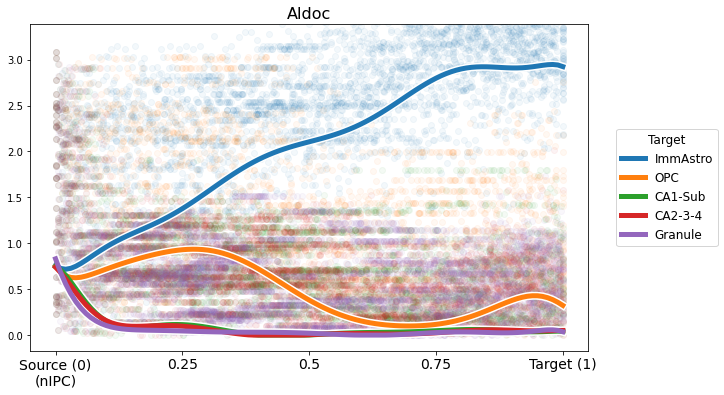 Aldoc
3.0
2.5
2.0
1.5
1.0
0.5
0.0
Source (0)
(nIPC)
0.25
0.5
0.75
Target (1)
Target
ImmAstro
OPC
CA1-Sub
CA2-3-4
Granule